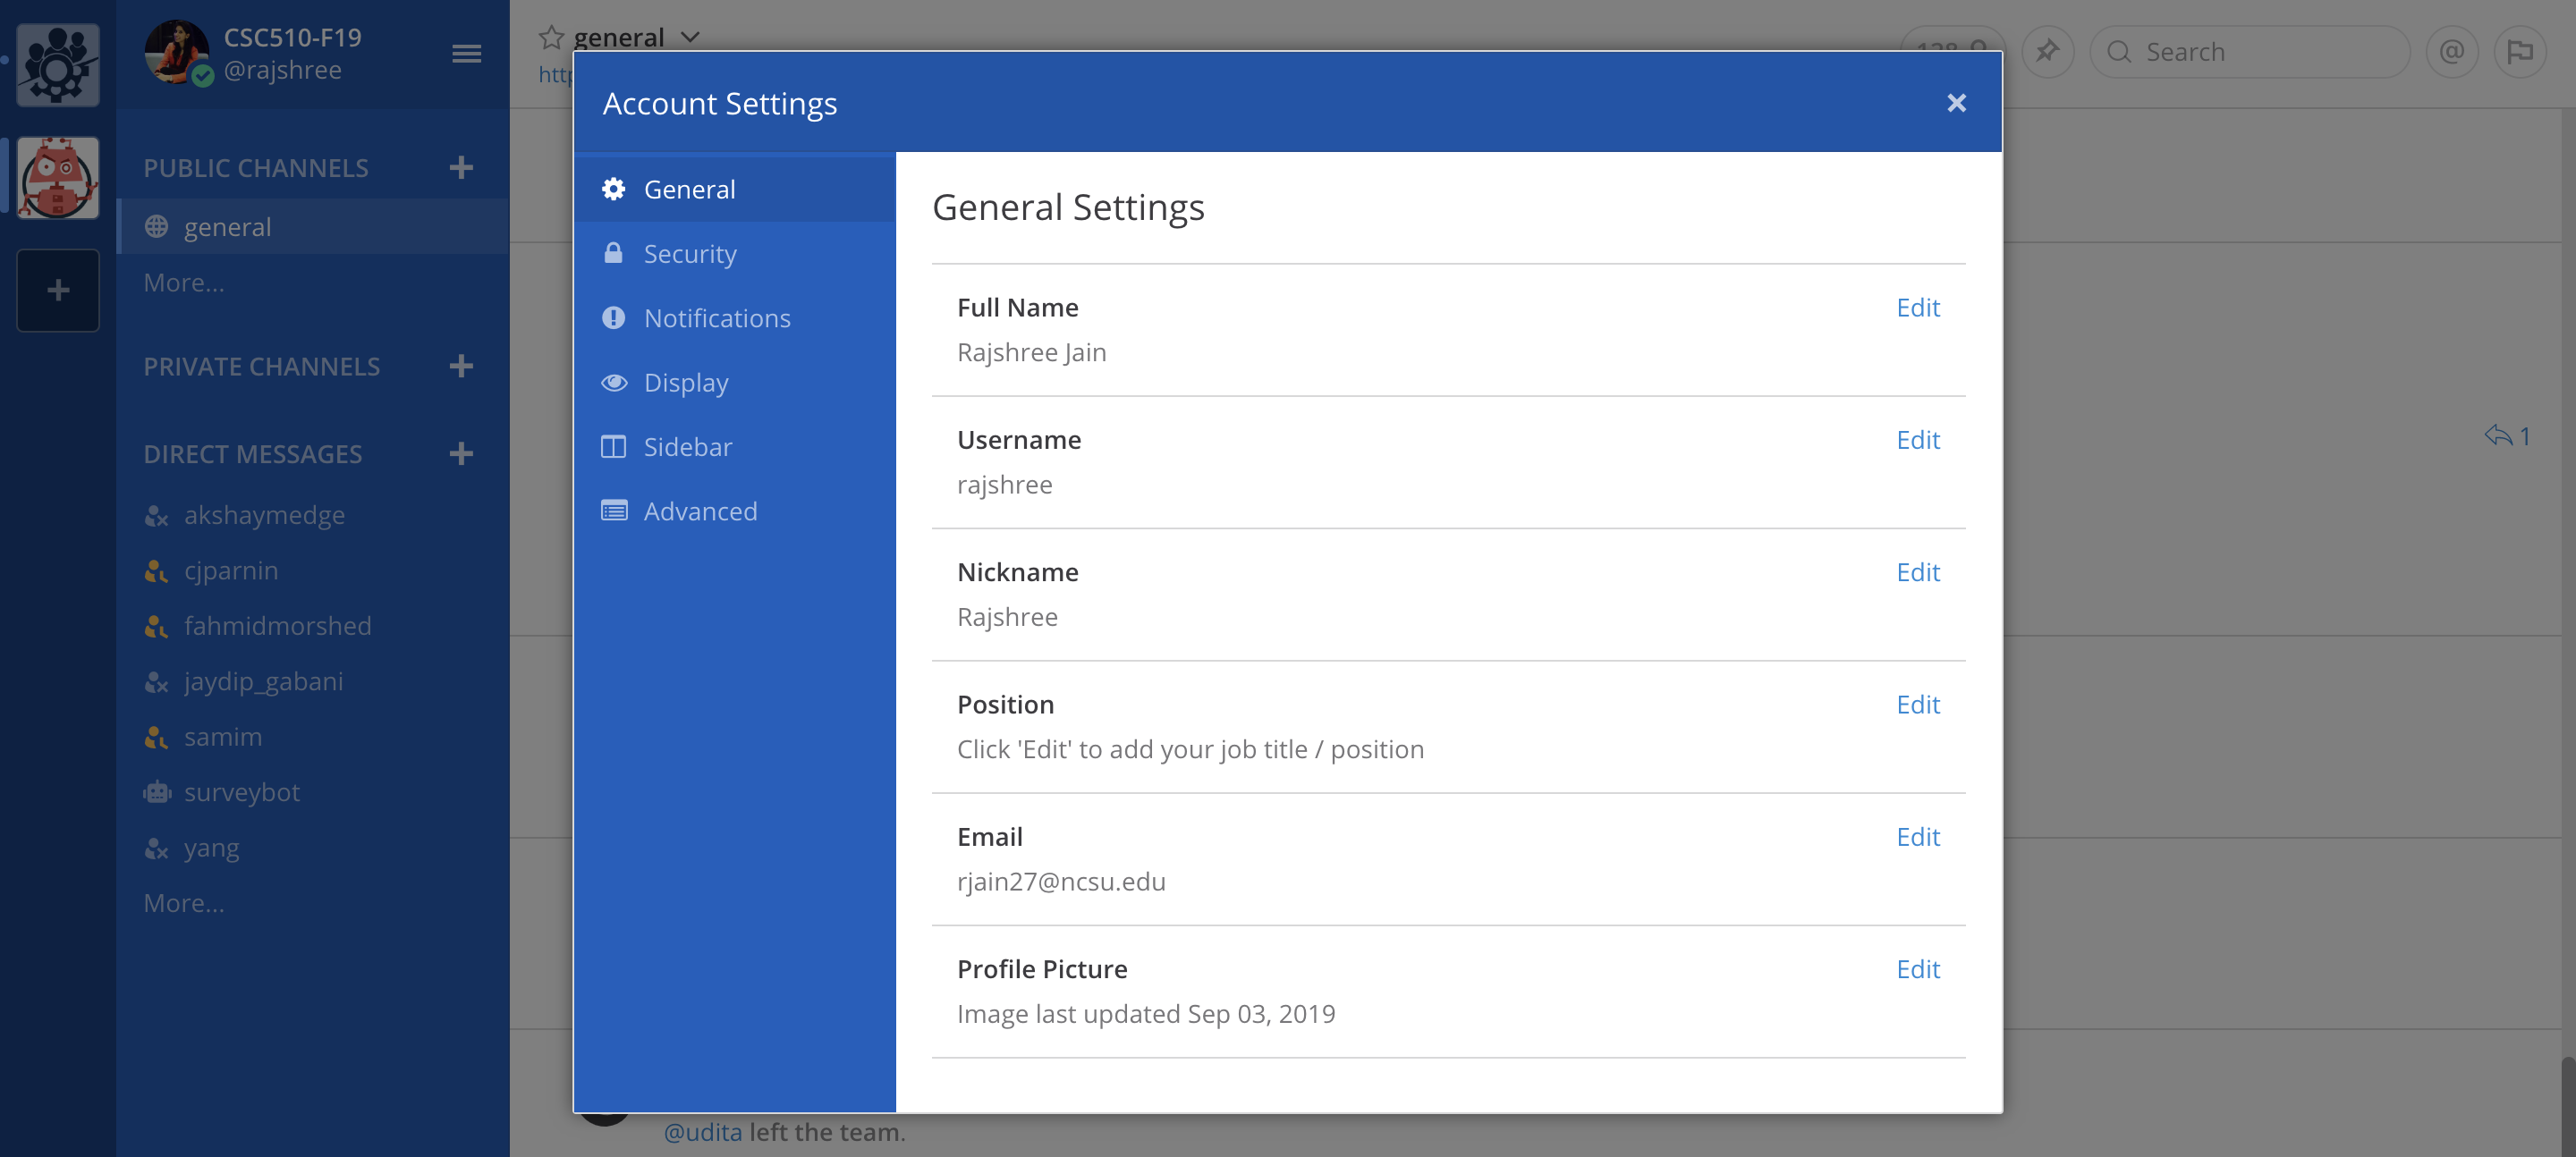 CSC510-F19
@rajshree
PUBLIC CHANNELS
general
More...
PRIVATE CHANNELS
DIRECT MESSAGES
akshaymedge
cjparnin
fahmidmorshed
jaydip_gabani
samim
surveybot
yang
More...
general
Search
@
Account Settings
General
Security
Notifications
Display
Sidebar
Advanced
General Settings
Full Name Edit
Rajshree Jain
Username Edit
rajshree
Nickname Edit
Rajshree
Position Edit
Click 'Edit' to add your job title / position
Email Edit
rjain27@ncsu.edu
Profile Picture Edit
Image last updated Sep 03, 2019
1
@udita left the team.